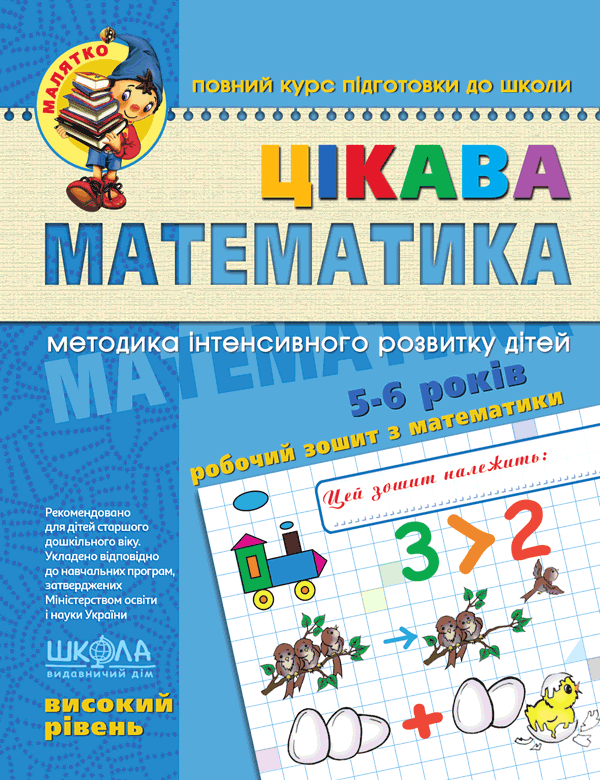 МАЛЯТКО
ПОВНИЙ КУРС ПІДГОТОВКИ ДО ШКОЛИ
ЦІКАВА
МАТЕМАТИКА
МАТЕМАТИКА
методика інтенсивного розвитку дітей
5-6 років
робочий зошит з математики
Цей зошит належить:
3 > 2
Рекомендовано
для дітей старшого
дошкільного віку.
Укладено відповідно
до навчальних програм,
затверджених
Міністерством освіти
і науки України
ШКОЛА
ВИДАВНИЧИЙ ДІМ
високий
рівень
+